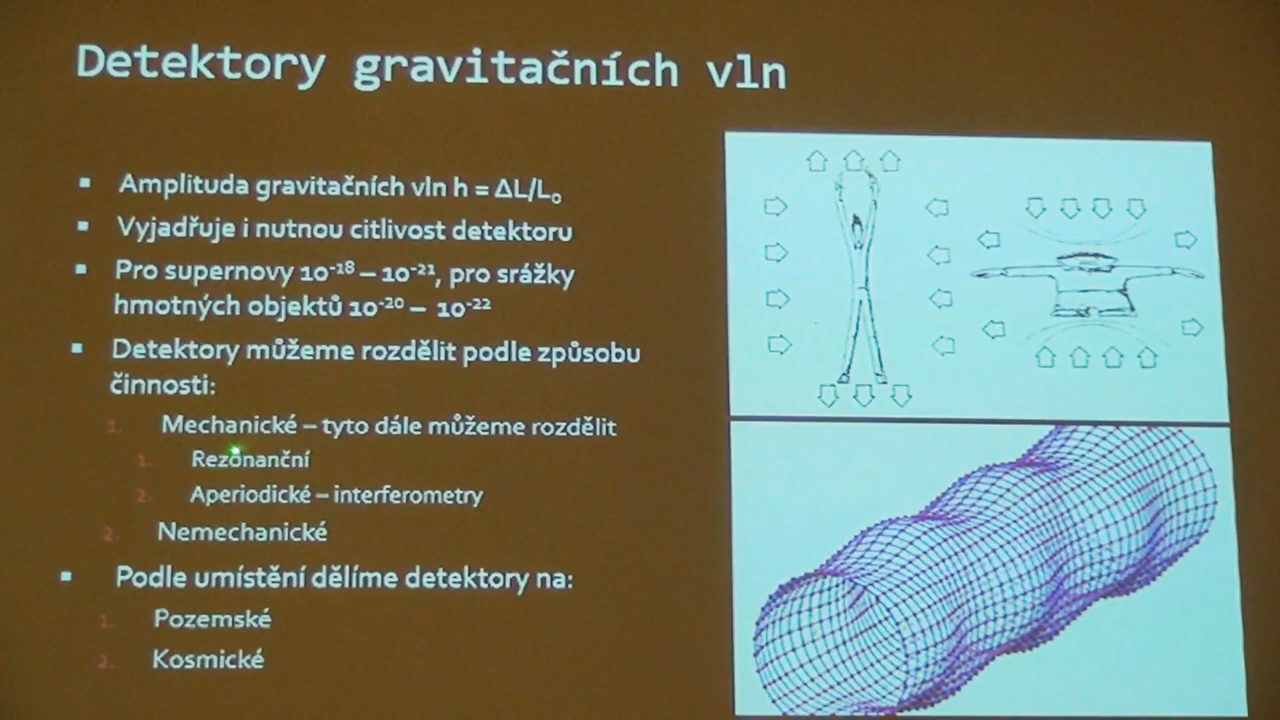 Detektory gravitačních vln
▪ Amplituda gravitačních vln h = ΔL/L₀
▪ Vyjadřuje i nutnou citlivost detektoru
▪ Pro supernovy 10⁻¹⁸ – 10⁻²¹, pro srážky
hmotných objektů 10⁻²⁰ – 10⁻²²
▪ Detektory můžeme rozdělit podle způsobu
činnosti:
1. Mechanické – tyto dále můžeme rozdělit
1. Rezonanční
2. Aperiodické – interferometry
2. Nemechanické
▪ Podle umístění dělíme detektory na:
1. Pozemské
2. Kosmické